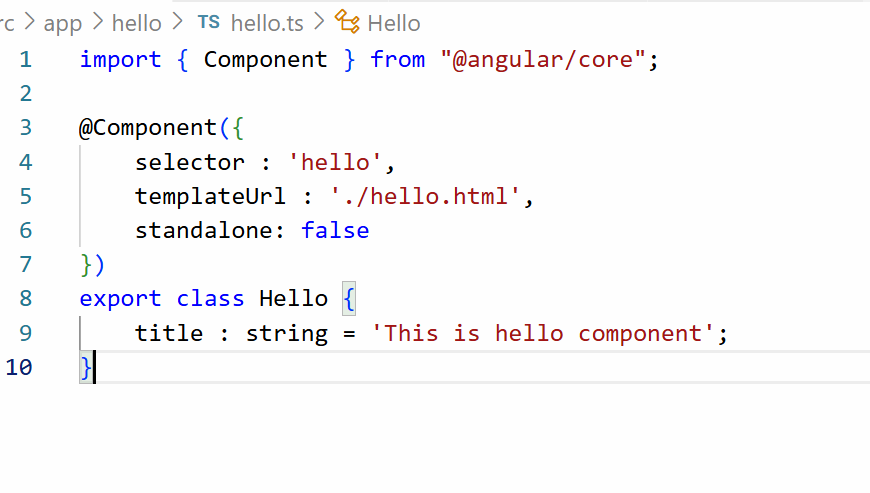 rc > app > hello > TS hello.ts > Hello
1 import { Component } from "@angular/core";
2
3 @Component({
4     selector : 'hello',
5     templateUrl : './hello.html',
6     standalone: false
7 })
8 export class Hello {
9     title : string = 'This is hello component';
10 }